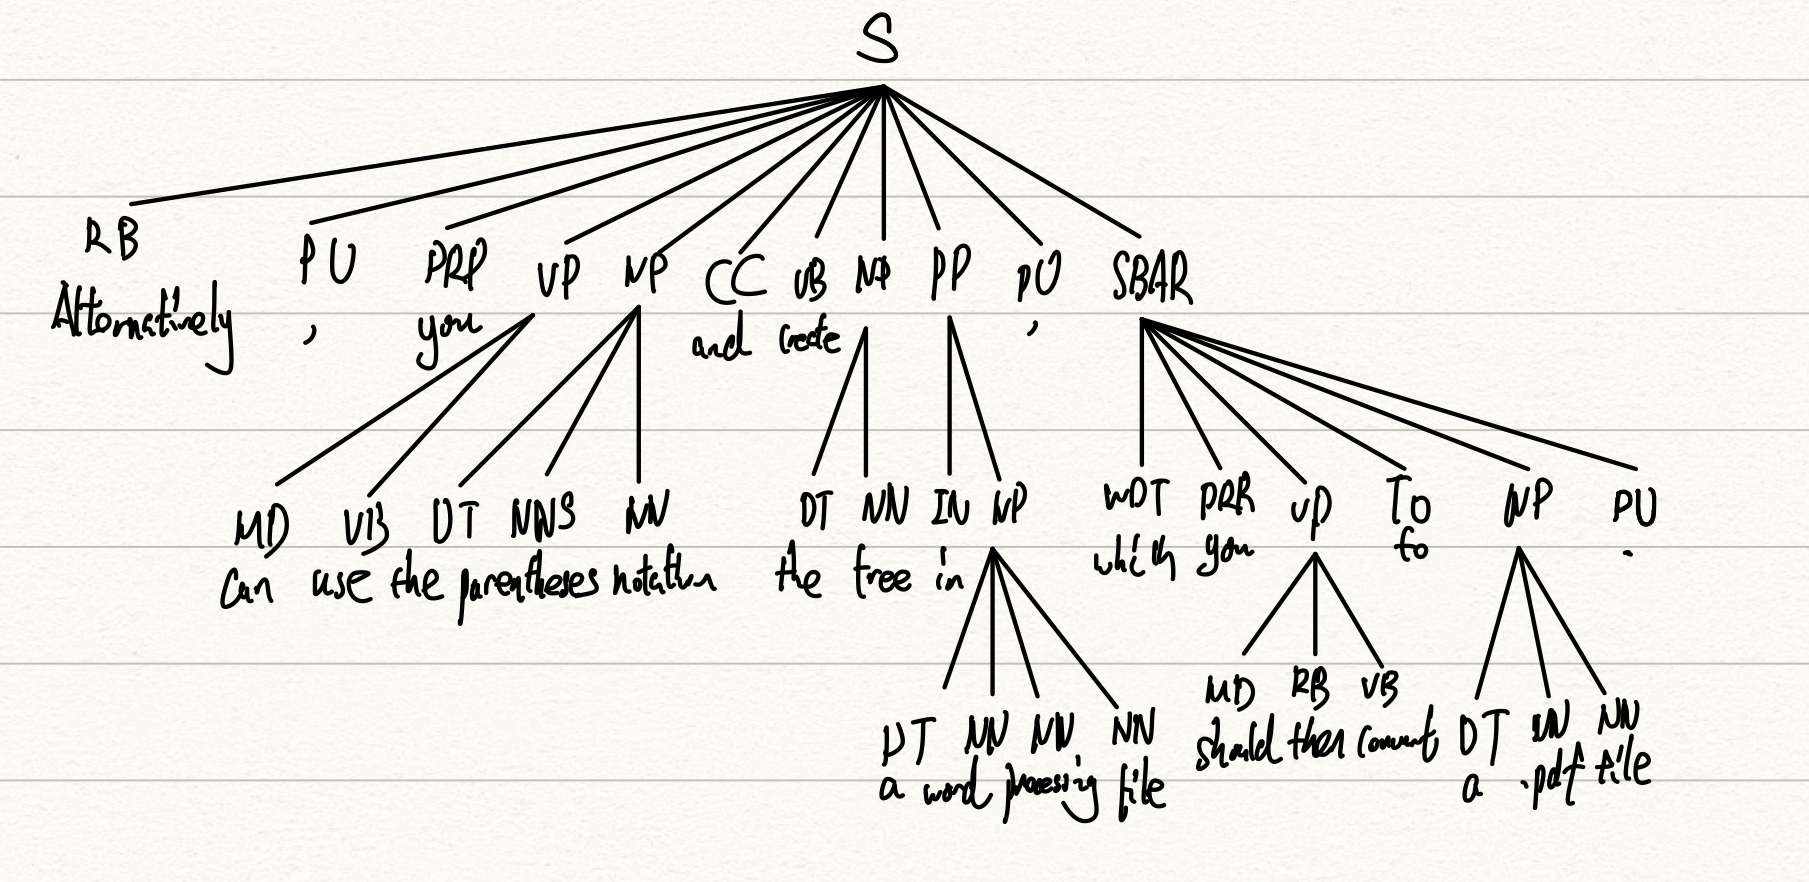 S
RB PU PRP VP NP CC VB NP PP PU SBAR
Alternatively , you and create ,
MD VB DT NNS NN DT NN IN NP WDT PRP VP TO NP PU
can use the parentheses notation the tree in which you to .
MD RB VB
should then convert
DT NN NN NN DT NN NN
a word processing file a .pdf file